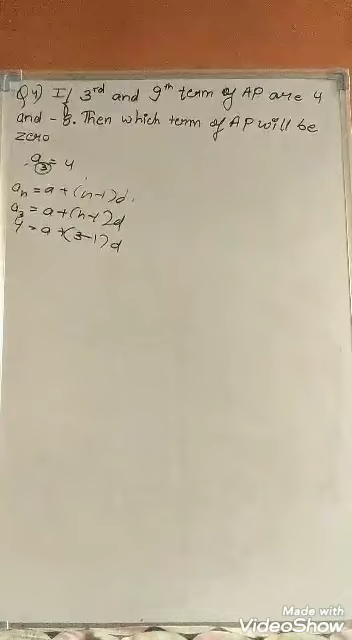 Q4) If 3rd and 9th term of AP are 4
and -8. Then which term of AP will be
zero
a3 = 4
an = a + (n-1)d
a3 = a + (n-1)d
4 = a + (3-1)d
Made with
VideoShow